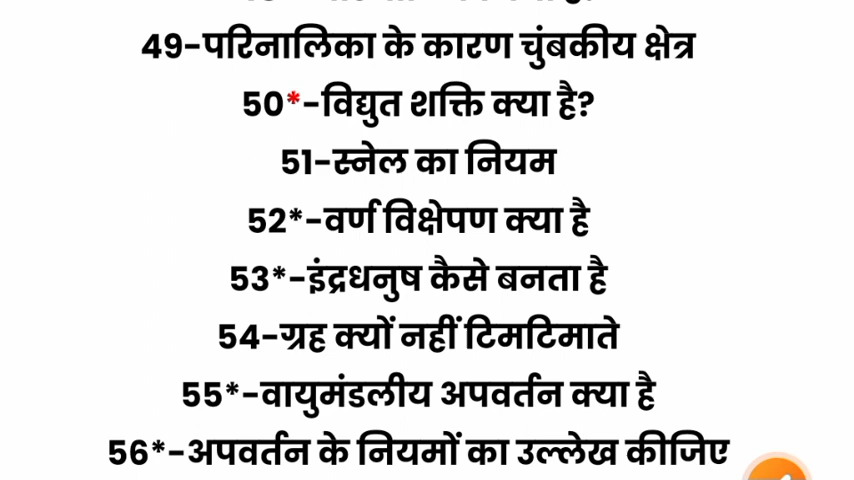 49-परिनालिका के कारण चुंबकीय क्षेत्र
50*-विद्युत शक्ति क्या है?
51-स्नेल का नियम
52*-वर्ण विक्षेपण क्या है
53*-इंद्रधनुष कैसे बनता है
54-ग्रह क्यों नहीं टिमटिमाते
55*-वायुमंडलीय अपवर्तन क्या है
56*-अपवर्तन के नियमों का उल्लेख कीजिए